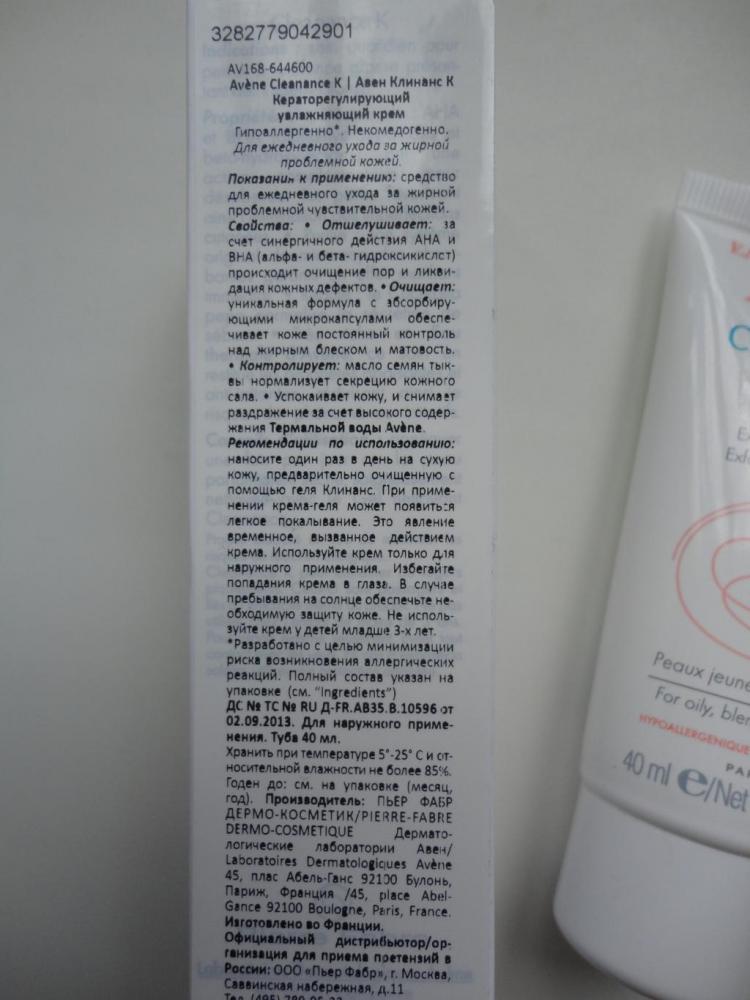 3282779042901
AV168-644600
Avène Cleanance K | Авен Клинанс К
Кераторегулирующий
увлажняющий крем
Гипоаллергенно*. Некомедогенно.
Для ежедневного ухода за жирной
проблемной кожей.
Показания к применению: средство
для ежедневного ухода за жирной
проблемной чувствительной кожей.
Свойства: • Отшелушивает: за
счет синергичного действия АНА и
ВНА (альфа- и бета- гидроксикислот)
происходит очищение пор и ликви-
дация кожных дефектов. • Очищает:
уникальная формула с абсорбиру-
ющими микрокапсулами обеспе-
чивает коже постоянный контроль
над жирным блеском и матовость.
• Контролирует: масло семян тык-
вы нормализует секрецию кожного
сала. • Успокаивает кожу, и снимает
раздражение за счет высокого содер-
жания Термальной воды Avène.
Рекомендации по использованию:
наносите один раз в день на сухую
кожу, предварительно очищенную с
помощью геля Клинанс. При приме-
нении крема-геля может появиться
легкое покалывание. Это явление
временное, вызванное действием
крема. Используйте крем только для
наружного применения. Избегайте
попадания крема в глаза. В случае
пребывания на солнце обеспечьте не-
обходимую защиту коже. Не исполь-
зуйте крем у детей младше 3-х лет.
*Разработано с целью минимизации
риска возникновения аллергических
реакций. Полный состав указан на
упаковке (см. "Ingredients")
ДС № ТС № RU Д-FR.АВ35.В.10596 от
02.09.2013. Для наружного приме-
нения. Туба 40 мл.
Хранить при температуре 5°-25° С и от-
носительной влажности не более 85%.
Годен до: см. на упаковке (месяц,
год). Производитель: ПЬЕР ФАБР
ДЕРМО-КОСМЕТИК/PIERRE-FABRE
DERMO-COSMETIQUE Дермато-
логические лаборатории Авен/
Laboratoires Dermatologiques Avène
45, плас Абель-Ганс 92100 Булонь,
Париж, Франция /45, place Abel-
Gance 92100 Boulogne, Paris, France.
Изготовлено во Франции.
Официальный дистрибьютор/ор-
ганизация для приема претензий в
России: ООО «Пьер Фабр», г. Москва,
Саввинская набережная, д.11
Peaux jeune
For oily, ble
HYPOALLERGENIQUE
PA
40 ml e/Net